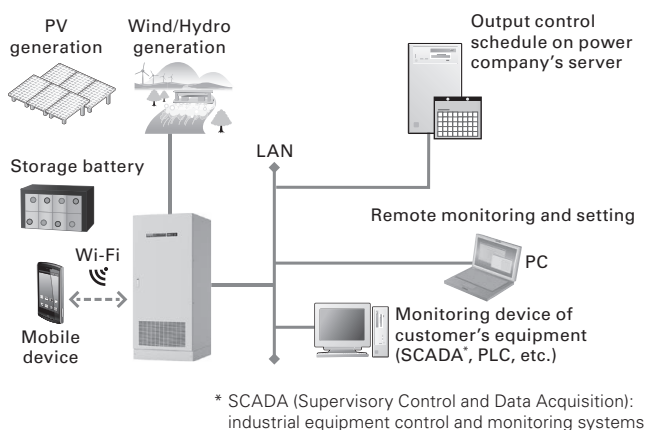 PV
generation
Wind/Hydro
generation
Output control
schedule on power
company's server
Storage battery
LAN
Wi-Fi
Remote monitoring and setting
PC
Mobile
device
Monitoring device of
customer's equipment
(SCADA*, PLC, etc.)
* SCADA (Supervisory Control and Data Acquisition):
industrial equipment control and monitoring systems